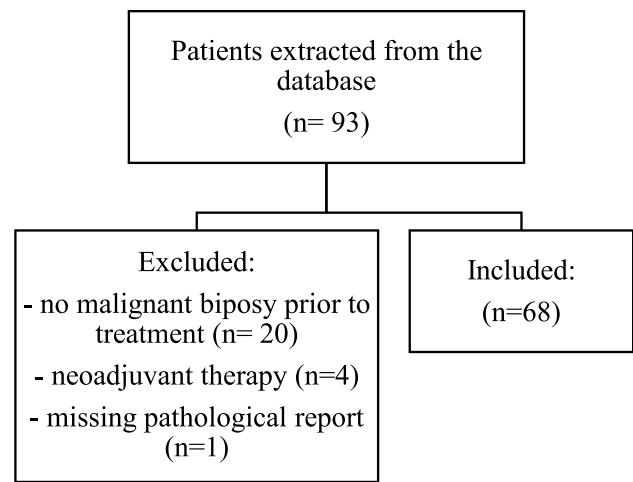 Patients extracted from the
database
(n= 93)
Excluded:
- no malignant biposy prior to
treatment (n= 20)
- neoadjuvant therapy (n=4)
- missing pathological report
(n=1)
Included:
(n=68)